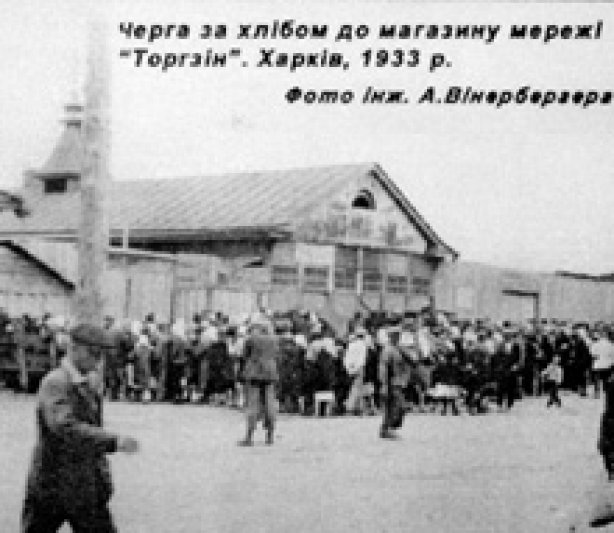 Черга за хлібом до магазину мережі
"Торгзін". Харків, 1933 р.
Фото інж. А.Вінербергера